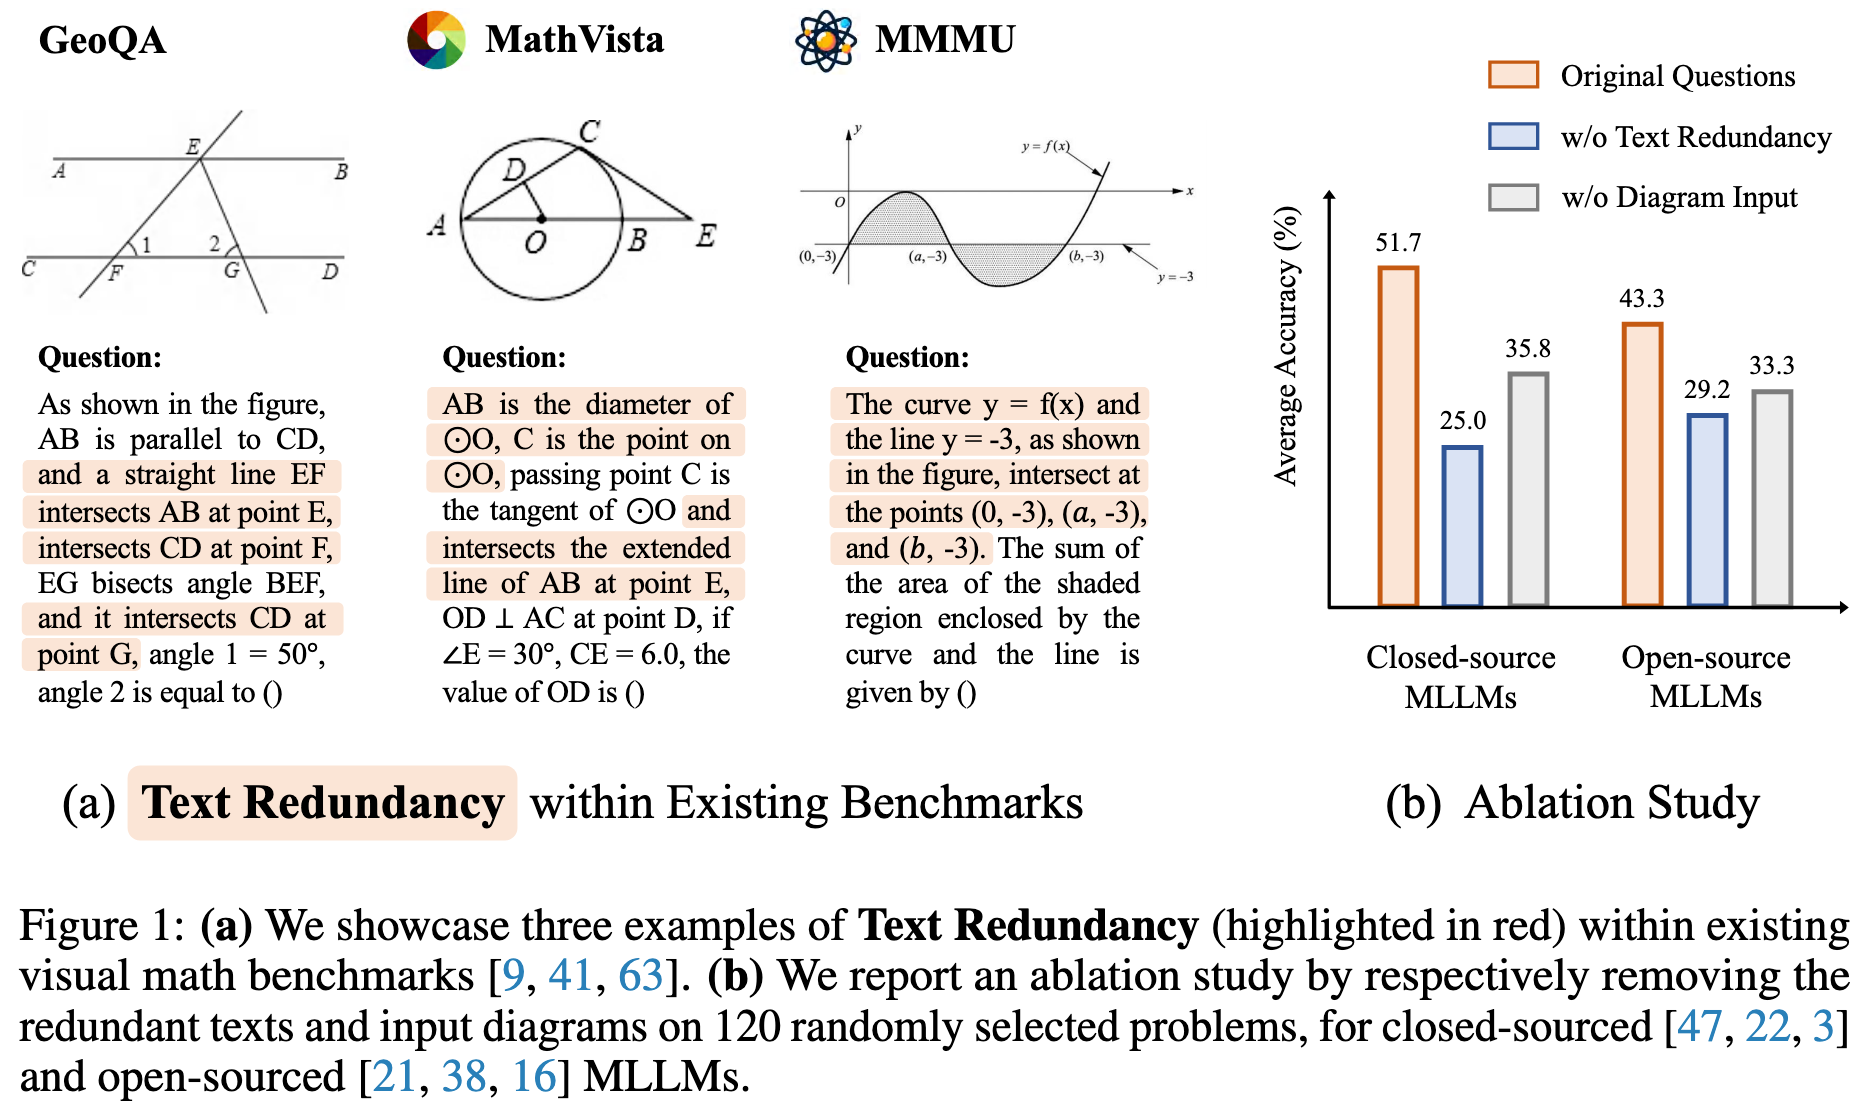 GeoQA
MathVista
MMMU
A
E
B
C
F
1
2
G
D
A
D
C
O
B
E
y
y = f(x)
x
O
(0,−3)
(a,−3)
(b,−3)
y = −3
Question:
As shown in the figure,
AB is parallel to CD,
and a straight line EF
intersects AB at point E,
intersects CD at point F,
EG bisects angle BEF,
and it intersects CD at
point G, angle 1 = 50°,
angle 2 is equal to ()
Question:
AB is the diameter of
⊙O, C is the point on
⊙O, passing point C is
the tangent of ⊙O and
intersects the extended
line of AB at point E,
OD ⊥ AC at point D, if
∠E = 30°, CE = 6.0, the
value of OD is ()
Question:
The curve y = f(x) and
the line y = -3, as shown
in the figure, intersect at
the points (0, -3), (a, -3),
and (b, -3). The sum of
the area of the shaded
region enclosed by the
curve and the line is
given by ()
(a) Text Redundancy within Existing Benchmarks
Original Questions
w/o Text Redundancy
w/o Diagram Input
Average Accuracy (%)
51.7
25.0
35.8
43.3
29.2
33.3
Closed-source
MLLMs
Open-source
MLLMs
(b) Ablation Study
Figure 1: (a) We showcase three examples of Text Redundancy (highlighted in red) within existing
visual math benchmarks [9, 41, 63]. (b) We report an ablation study by respectively removing the
redundant texts and input diagrams on 120 randomly selected problems, for closed-sourced [47, 22, 3]
and open-sourced [21, 38, 16] MLLMs.